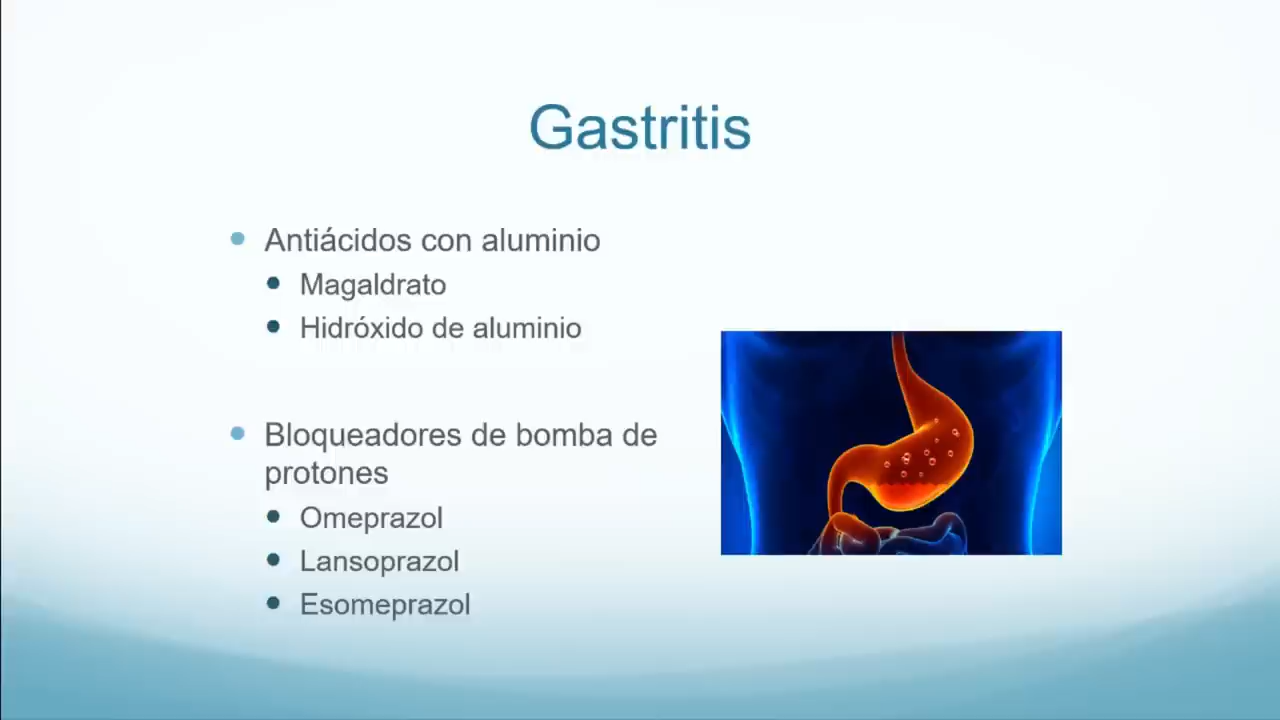 Gastritis
Antiácidos con aluminio
Magaldrato
Hidróxido de aluminio
Bloqueadores de bomba de
protones
Omeprazol
Lansoprazol
Esomeprazol